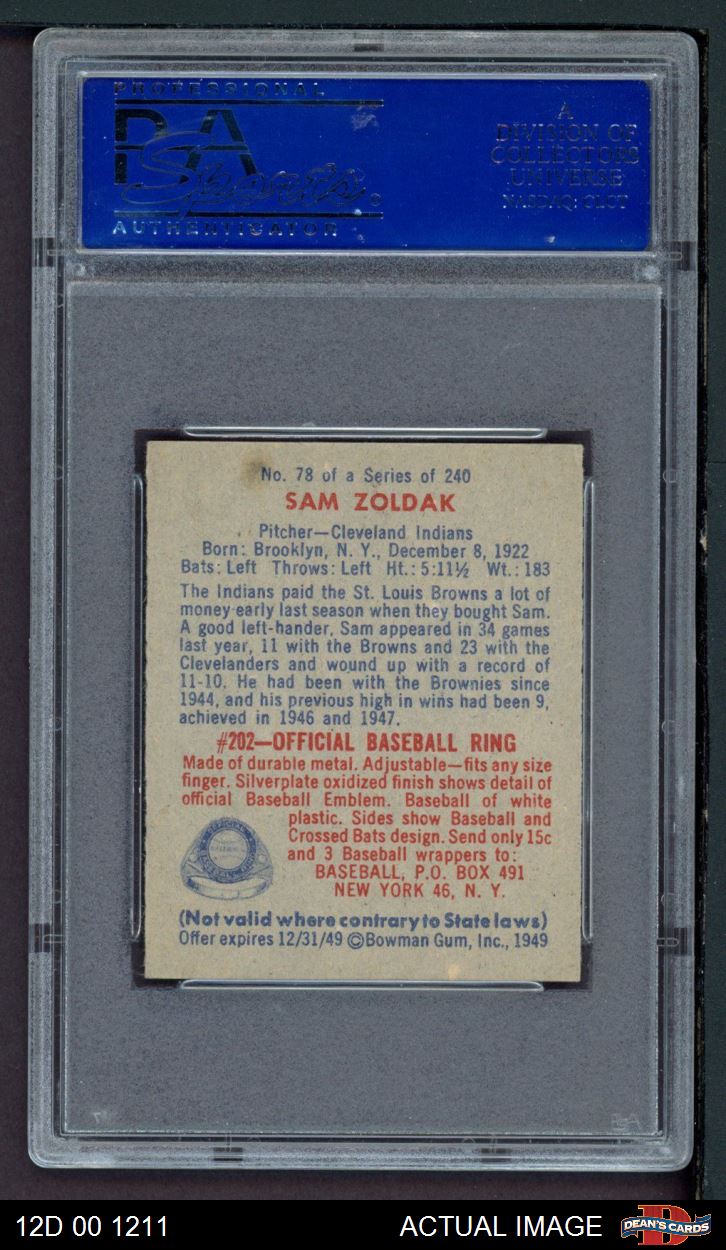 PROFESSIONAL
PSA
Sports
AUTHENTICATOR
A
DIVISION OF
COLLECTORS
UNIVERSE
NASDAQ: CLCT
No. 78 of a Series of 240
SAM ZOLDAK
Pitcher—Cleveland Indians
Born: Brooklyn, N. Y., December 8, 1922
Bats: Left Throws: Left Ht.: 5:11½ Wt.: 183
The Indians paid the St. Louis Browns a lot of
money early last season when they bought Sam.
A good left-hander, Sam appeared in 34 games
last year, 11 with the Browns and 23 with the
Clevelanders and wound up with a record of
11-10. He had been with the Brownies since
1944, and his previous high in wins had been 9,
achieved in 1946 and 1947.
#202—OFFICIAL BASEBALL RING
Made of durable metal. Adjustable—fits any size
finger. Silverplate oxidized finish shows detail of
official Baseball Emblem. Baseball of white
plastic. Sides show Baseball and
Crossed Bats design. Send only 15c
and 3 Baseball wrappers to:
BASEBALL, P.O. BOX 491
NEW YORK 46, N. Y.
(Not valid where contrary to State laws)
Offer expires 12/31/49 ©Bowman Gum, Inc., 1949
12D 00 1211
ACTUAL IMAGE
DEAN'S CARDS